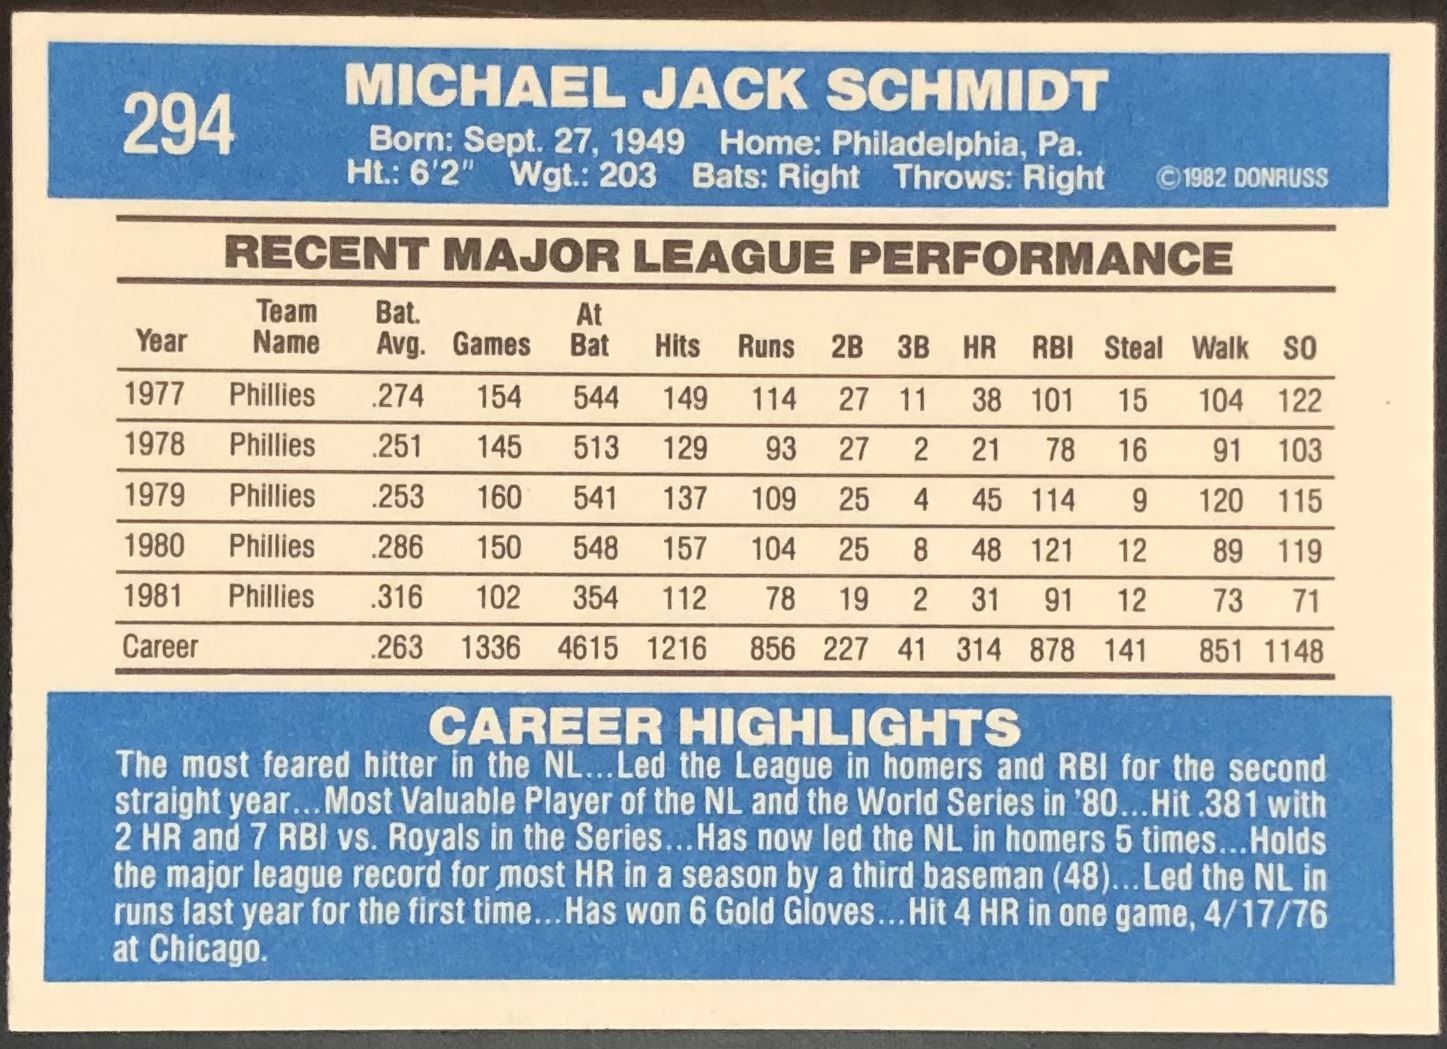 294
MICHAEL JACK SCHMIDT
Born: Sept. 27, 1949 Home: Philadelphia, Pa.
Ht.: 6'2" Wgt.: 203 Bats: Right Throws: Right ©1982 DONRUSS
RECENT MAJOR LEAGUE PERFORMANCE
Year Team Name Bat. Avg. Games At Bat Hits Runs 2B 3B HR RBI Steal Walk SO
1977 Phillies .274 154 544 149 114 27 11 38 101 15 104 122
1978 Phillies .251 145 513 129 93 27 2 21 78 16 91 103
1979 Phillies .253 160 541 137 109 25 4 45 114 9 120 115
1980 Phillies .286 150 548 157 104 25 8 48 121 12 89 119
1981 Phillies .316 102 354 112 78 19 2 31 91 12 73 71
Career .263 1336 4615 1216 856 227 41 314 878 141 851 1148
CAREER HIGHLIGHTS
The most feared hitter in the NL...Led the League in homers and RBI for the second
straight year...Most Valuable Player of the NL and the World Series in '80...Hit .381 with
2 HR and 7 RBI vs. Royals in the Series...Has now led the NL in homers 5 times...Holds
the major league record for most HR in a season by a third baseman (48)...Led the NL in
runs last year for the first time...Has won 6 Gold Gloves...Hit 4 HR in one game, 4/17/76
at Chicago.